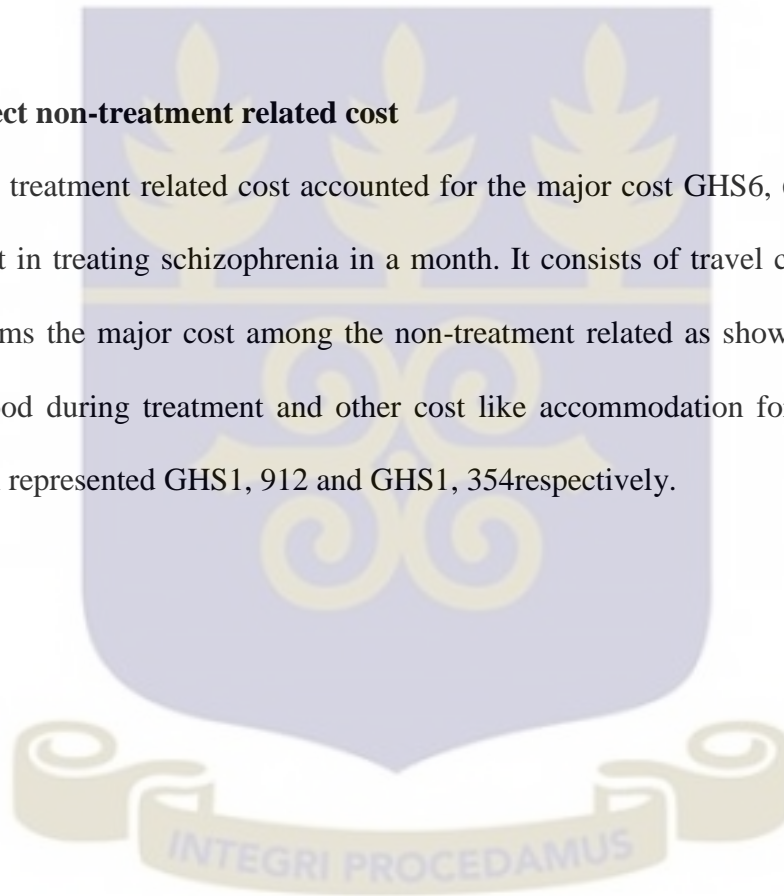 ect non-treatment related cost
treatment related cost accounted for the major cost GHS6,
t in treating schizophrenia in a month. It consists of travel
ms the major cost among the non-treatment related as
od during treatment and other cost like accommodation
represented GHS1, 912 and GHS1, 354respectively.
INTEGRI PROCEDAMUS